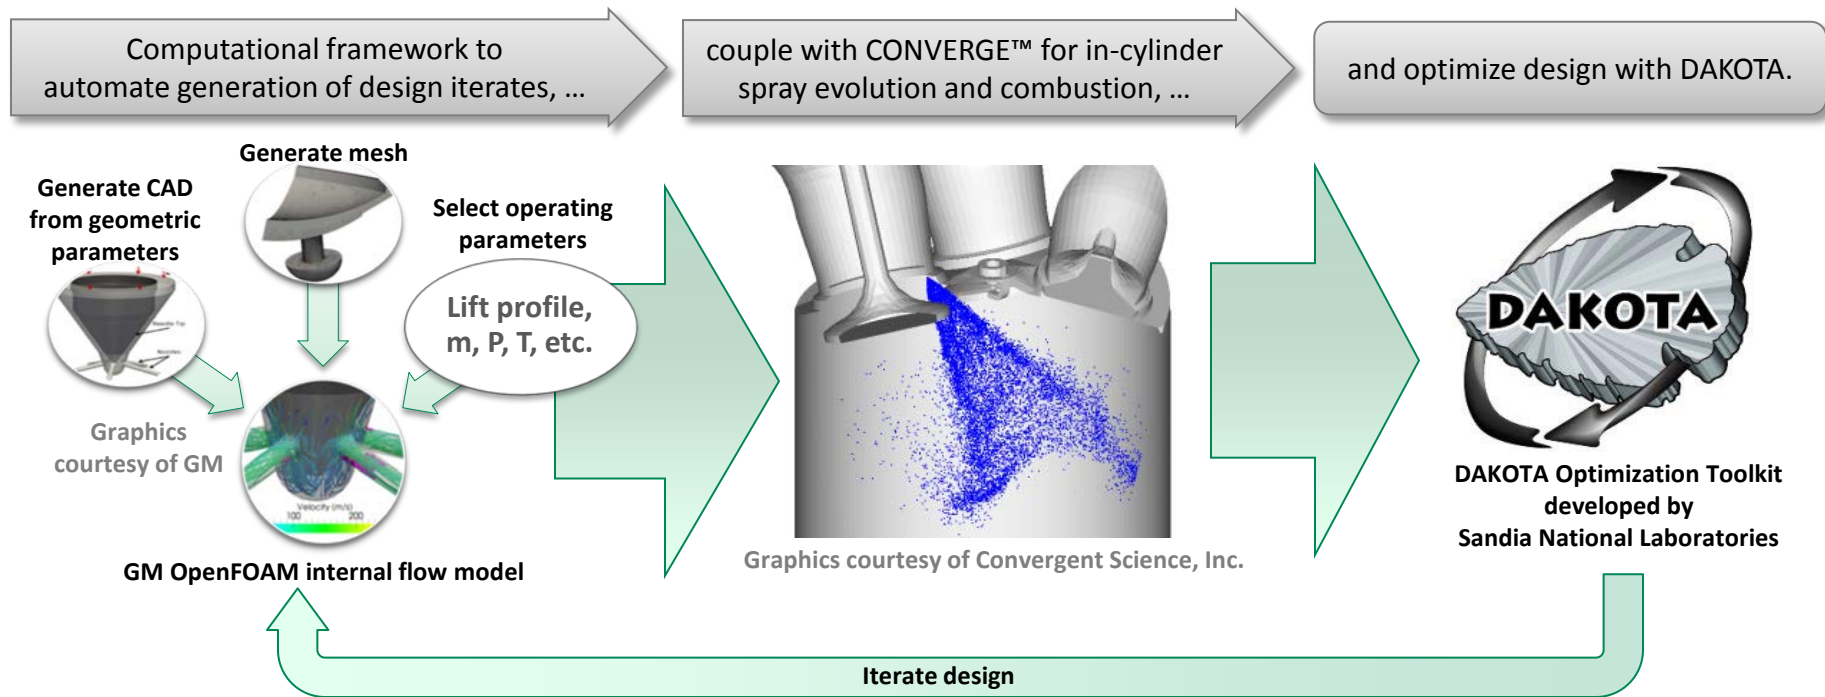 Computational framework to
automate generation of design iterates, …
couple with CONVERGE™ for in-cylinder
spray evolution and combustion, …
and optimize design with DAKOTA.
Generate mesh
Generate CAD
from geometric
parameters
Select operating
parameters
Lift profile,
m, P, T, etc.
Graphics
courtesy of GM
Velocity (m/s)
100 200
GM OpenFOAM internal flow model
Graphics courtesy of Convergent Science, Inc.
DAKOTA
DAKOTA Optimization Toolkit
developed by
Sandia National Laboratories
Iterate design